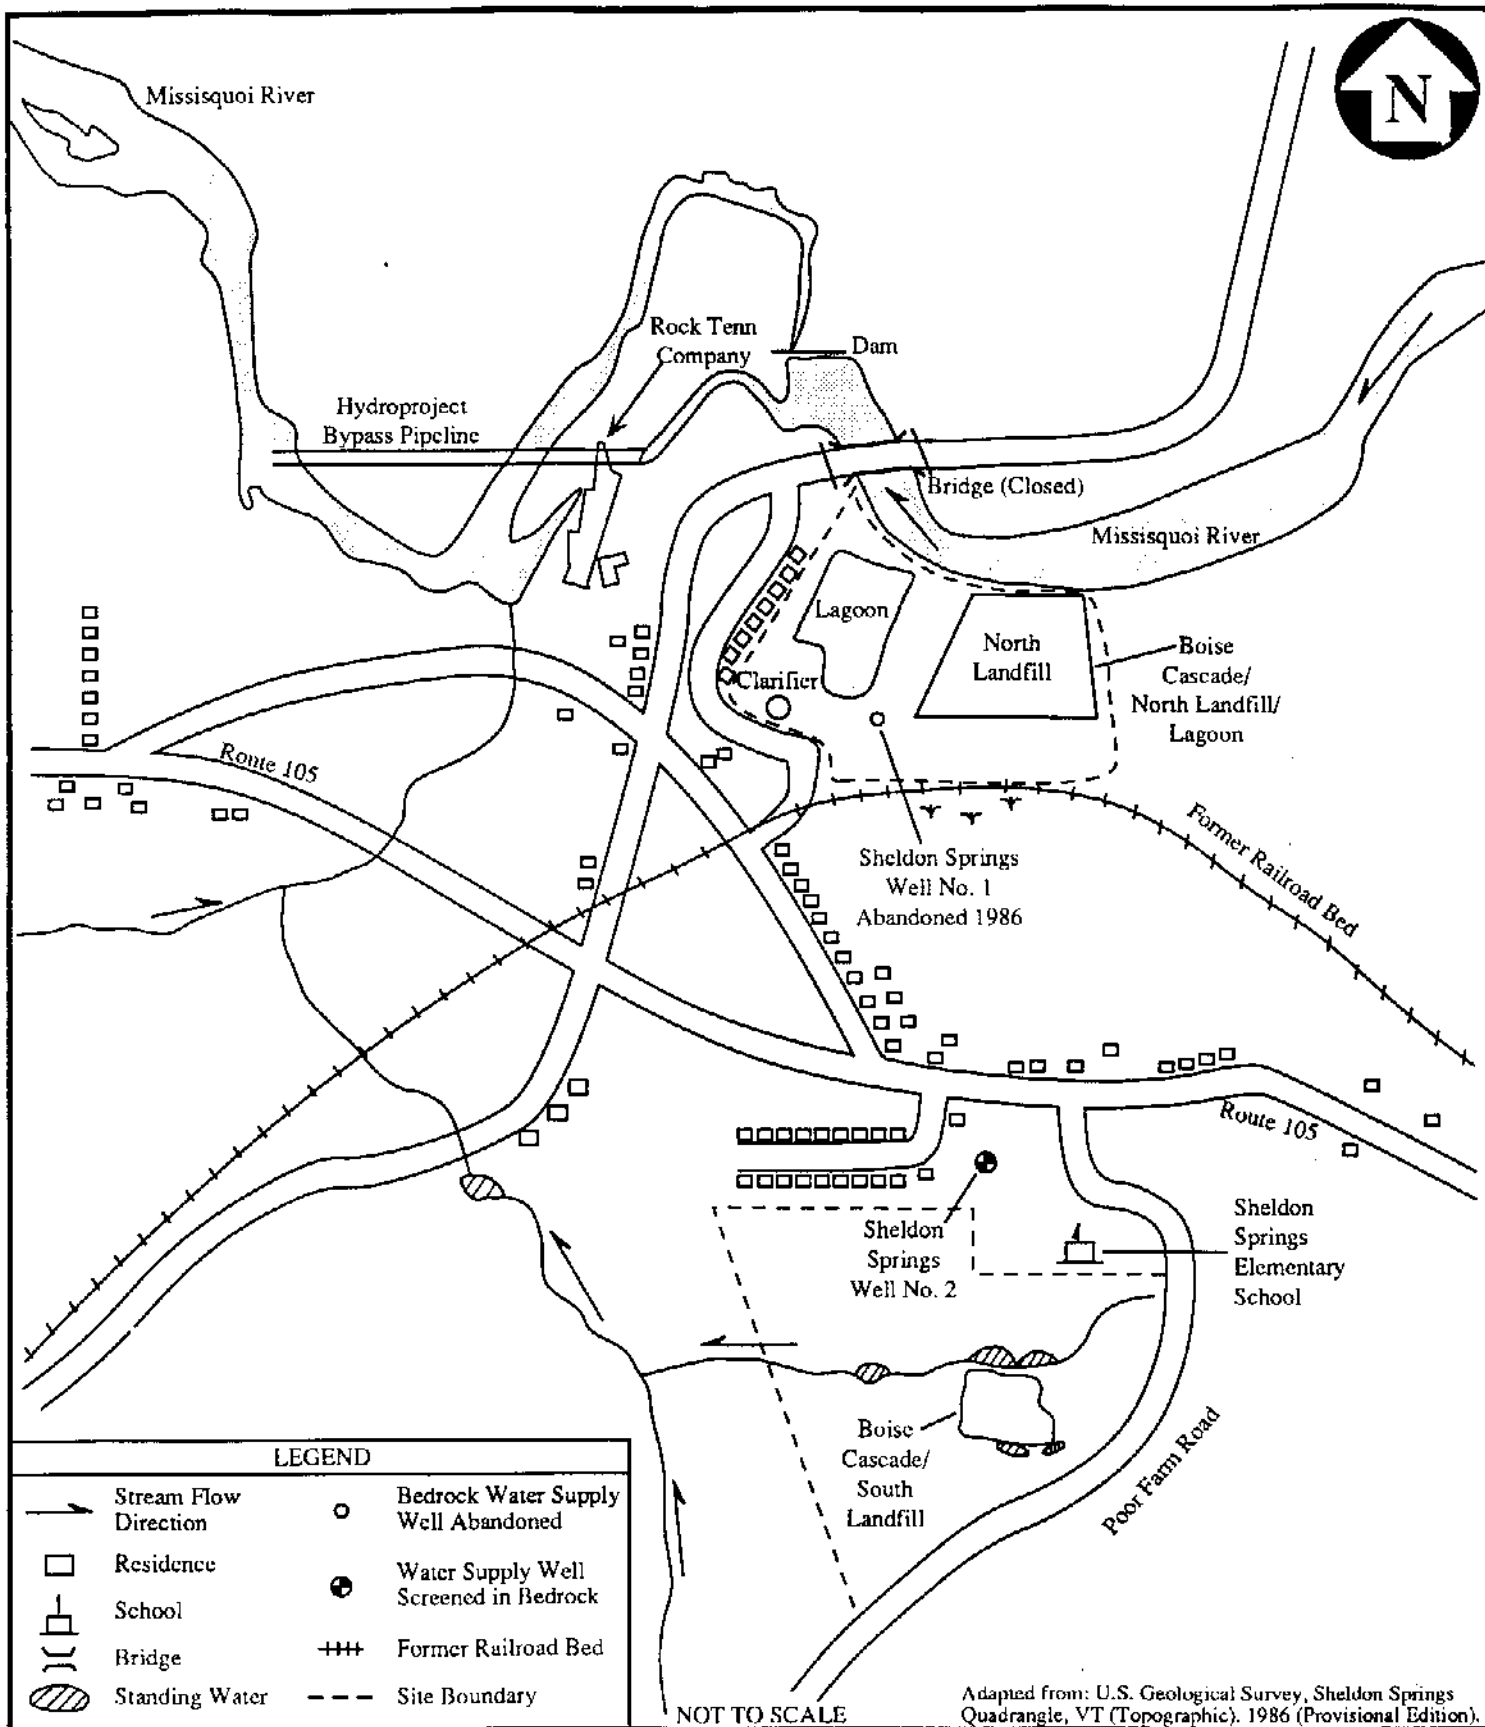 Missisquoi River
N
Rock Tenn
Company
Dam
Hydroproject
Bypass Pipeline
Bridge (Closed)
Missisquoi River
Lagoon
North
Landfill
Boise
Cascade/
North Landfill/
Lagoon
Clarifier
Route 105
Sheldon Springs
Well No. 1
Abandoned 1986
Former Railroad Bed
Route 105
Sheldon
Springs
Well No. 2
Sheldon
Springs
Elementary
School
Boise
Cascade/
South
Landfill
Poor Farm Road
LEGEND
Stream Flow
Direction
Residence
School
Bridge
Standing Water
Bedrock Water Supply
Well Abandoned
Water Supply Well
Screened in Bedrock
Former Railroad Bed
Site Boundary
NOT TO SCALE
Adapted from: U.S. Geological Survey, Sheldon Springs
Quadrangle, VT (Topographic). 1986 (Provisional Edition).